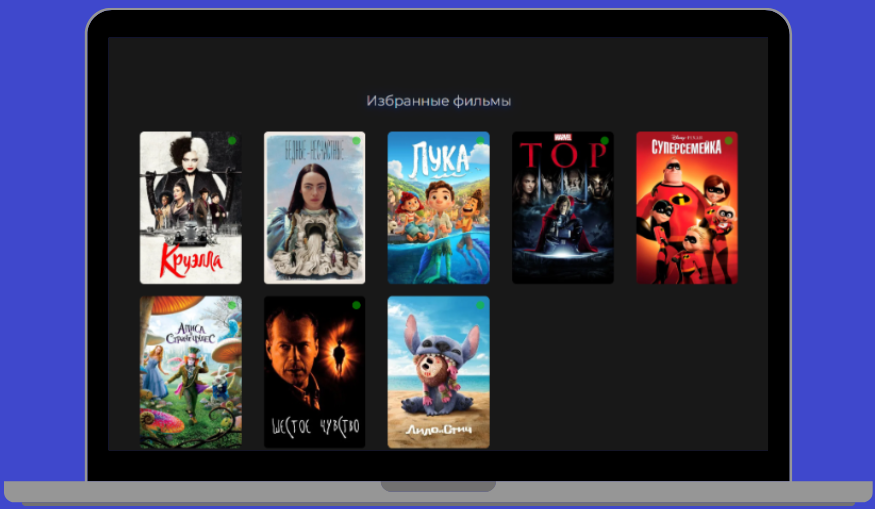 Избранные фильмы
Круэлла
БЕДНЫЕ-НЕСЧАСТНЫЕ
ЛУКА
MARVEL
ТОР
Disney PIXAR
СУПЕРСЕМЕЙКА
АЛИСА
в СТРАНЕ ЧУДЕС
ШЕСТОЕ ЧУВСТВО
Лило и Стич